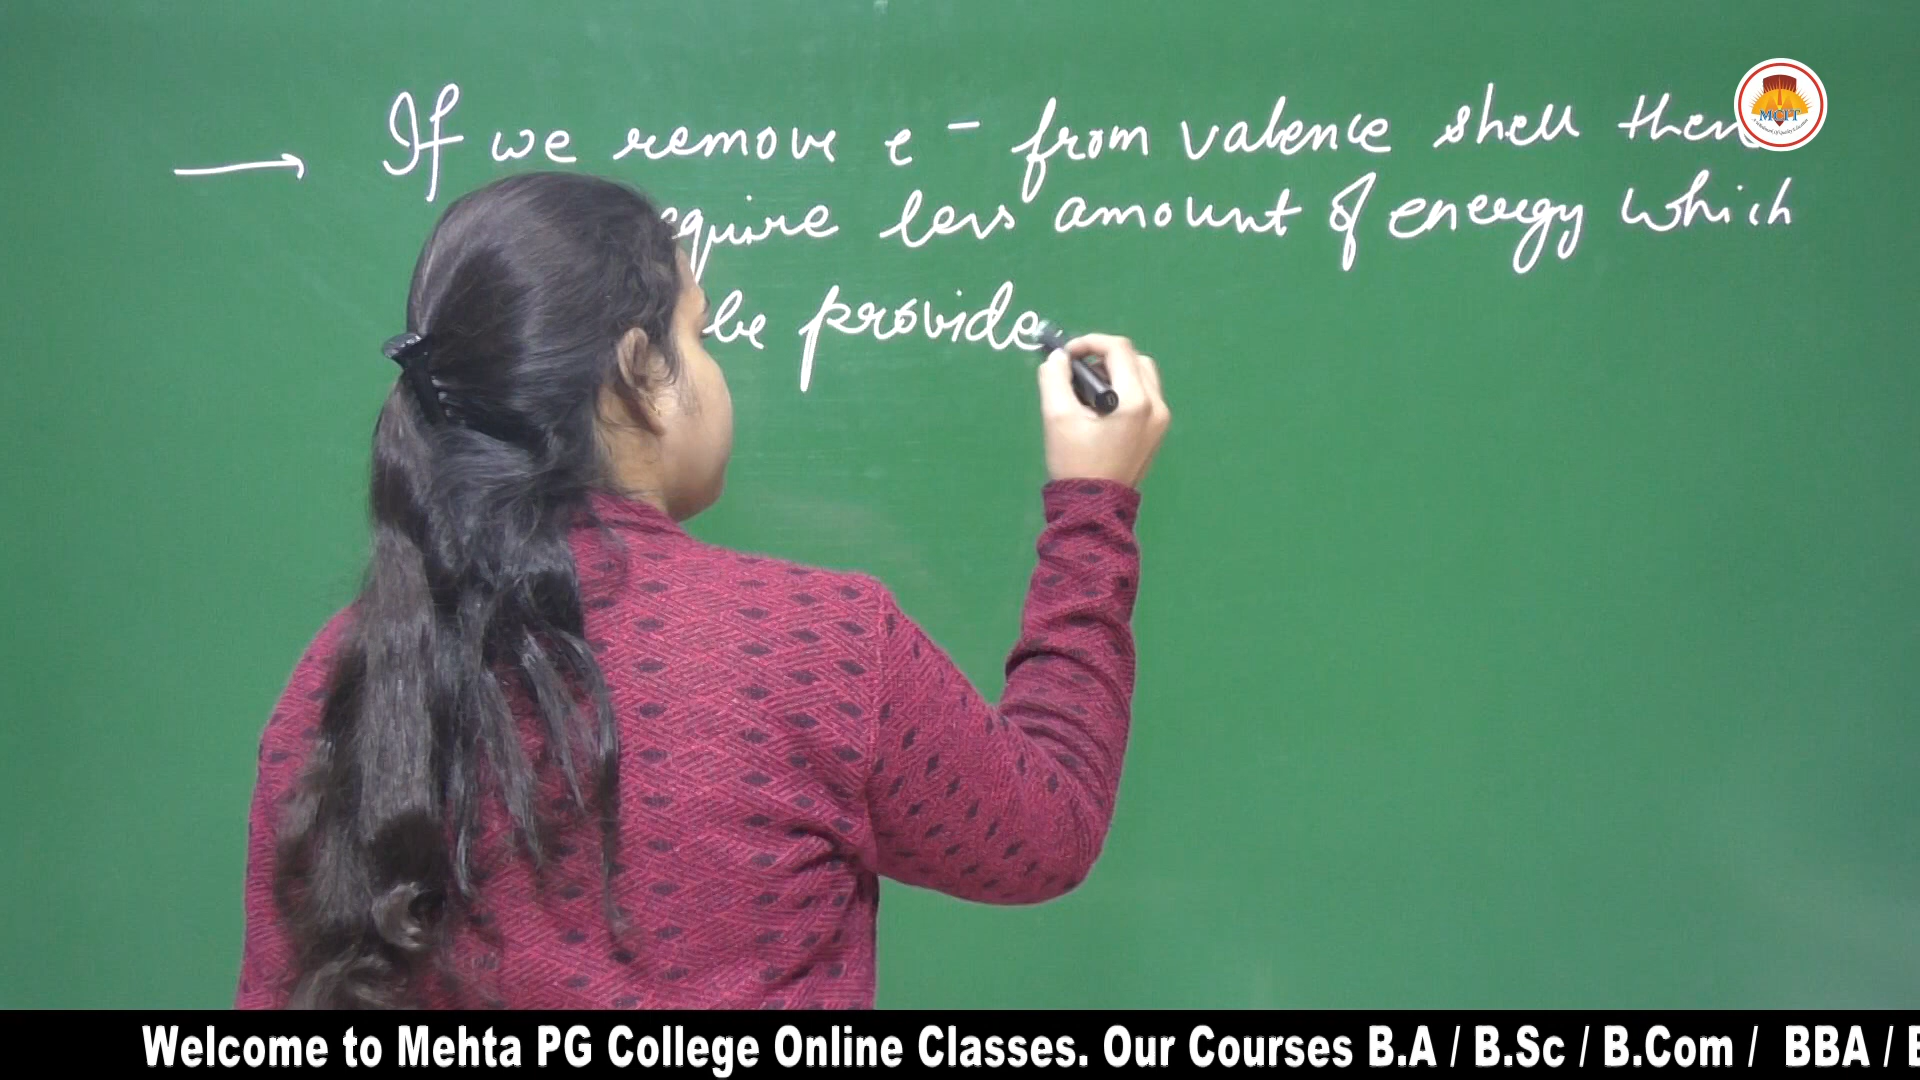 → If we remove e - from valence shell then
equire less amount of energy which
be provide
MCIT
Welcome to Mehta PG College Online Classes. Our Courses B.A / B.Sc / B.Com / BBA / B